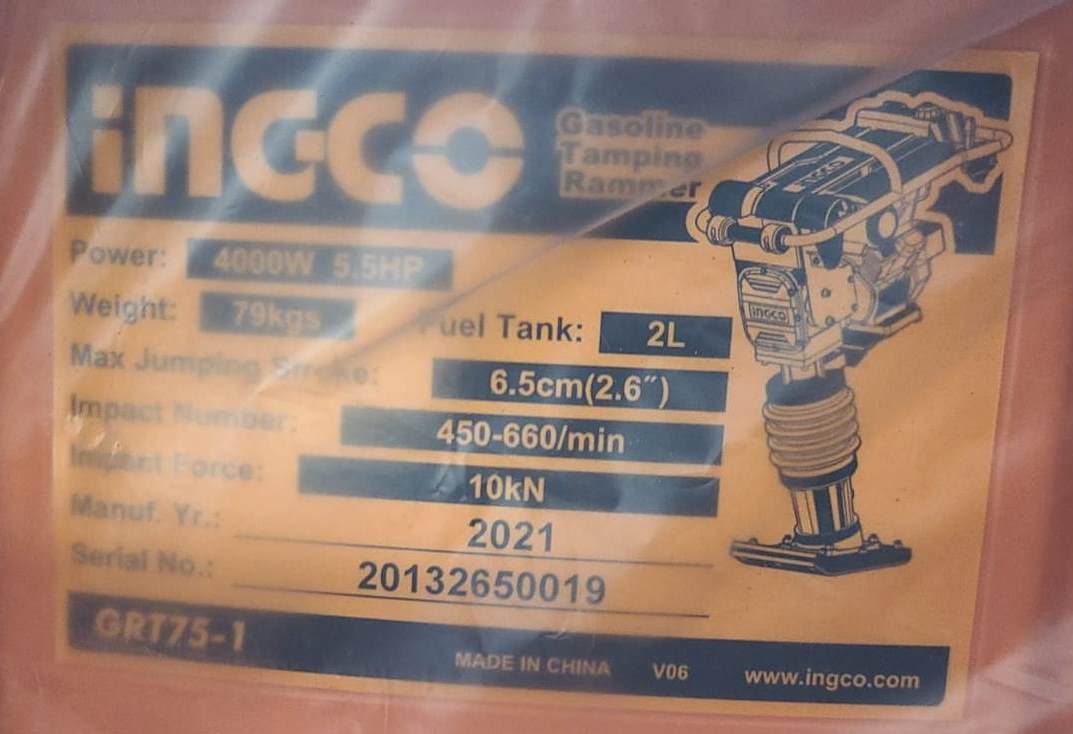 INGCO
Gasoline
Tamping
Rammer
INGCO
Power: 4000W 5.5HP
Weight: 79kgs
Fuel Tank: 2L
INGCO
Max Jumping Stroke: 6.5cm(2.6″)
Impact Number: 450-660/min
Impact Force: 10kN
Manuf. Yr.: 2021
Serial No.: 20132650019
GRT75-1
MADE IN CHINA V06 www.ingco.com